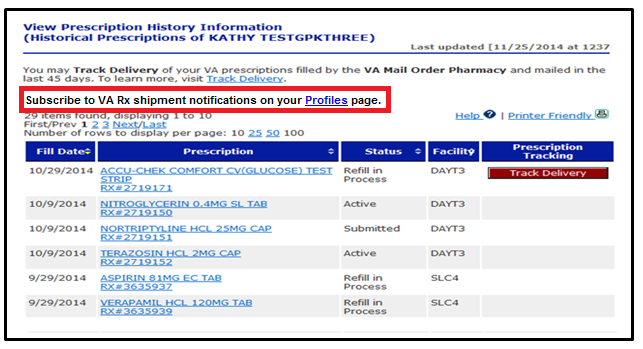 View Prescription History Information
(Historical Prescriptions of KATHY TESTGPKTHREE)
Last updated [11/25/2014 at 1237
You may Track Delivery of your VA prescriptions filled by the VA Mail Order Pharmacy and mailed in the
last 45 days. To learn more, visit Track Delivery.
Subscribe to VA Rx shipment notifications on your Profiles page.
29 items found, displaying 1 to 10
Help | Printer Friendly
First/Prev 1 2 3 Next/Last
Number of rows to display per page: 10 25 50 100
Fill Date Prescription Status Facility Prescription Tracking
10/29/2014 ACCU-CHEK COMFORT CV(GLUCOSE) TEST Refill in DAYT3 Track Delivery
STRIP Process
RX#2719171
10/9/2014 NITROGLYCERIN 0.4MG SL TAB Active DAYT3
RX#2719150
10/9/2014 NORTRIPTYLINE HCL 25MG CAP Submitted DAYT3
RX#2719151
10/9/2014 TERAZOSIN HCL 2MG CAP Active DAYT3
RX#2719152
9/29/2014 ASPIRIN 81MG EC TAB Refill in SLC4
RX#3635937 Process
9/29/2014 VERAPAMIL HCL 120MG TAB Refill in SLC4
RX#3635939 Process